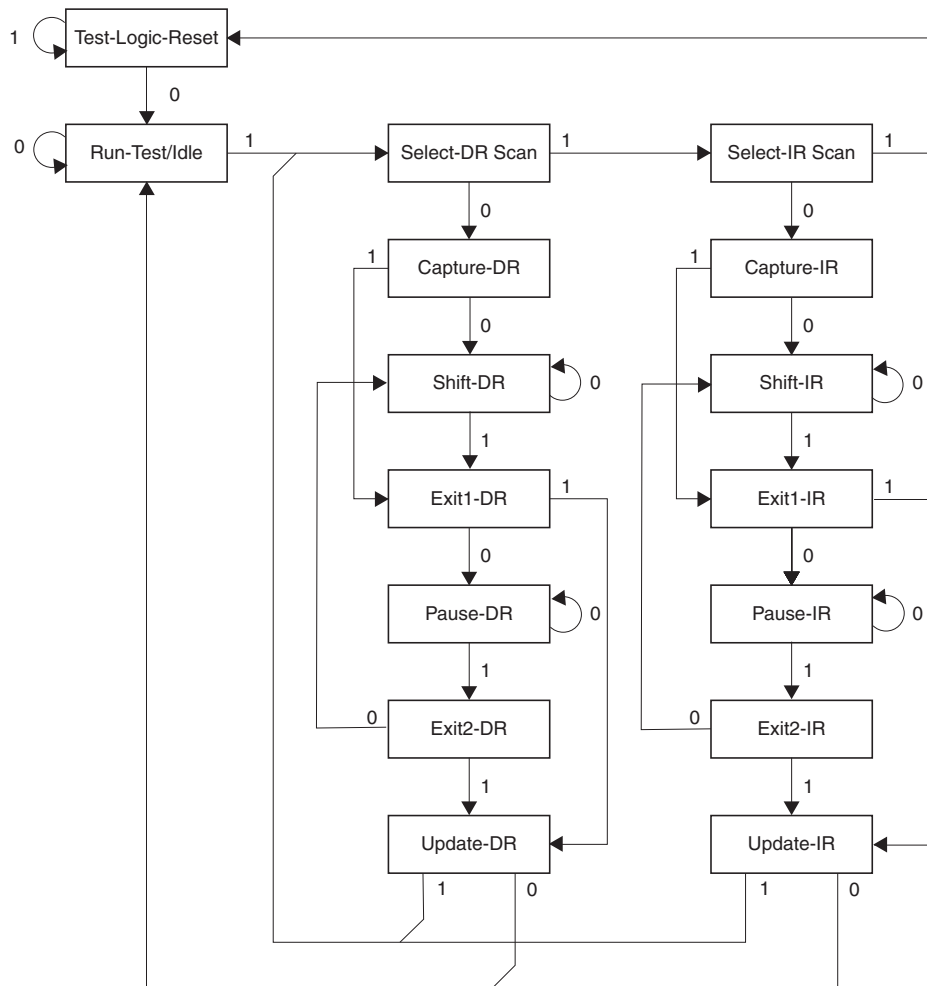 1
Test-Logic-Reset
0
0
Run-Test/Idle
1
Select-DR Scan
1
Select-IR Scan
1
0
0
1
Capture-DR
1
Capture-IR
0
0
Shift-DR
0
Shift-IR
0
1
1
Exit1-DR
1
Exit1-IR
1
0
0
Pause-DR
0
Pause-IR
0
1
1
0
Exit2-DR
0
Exit2-IR
1
1
Update-DR
Update-IR
1
0
1
0